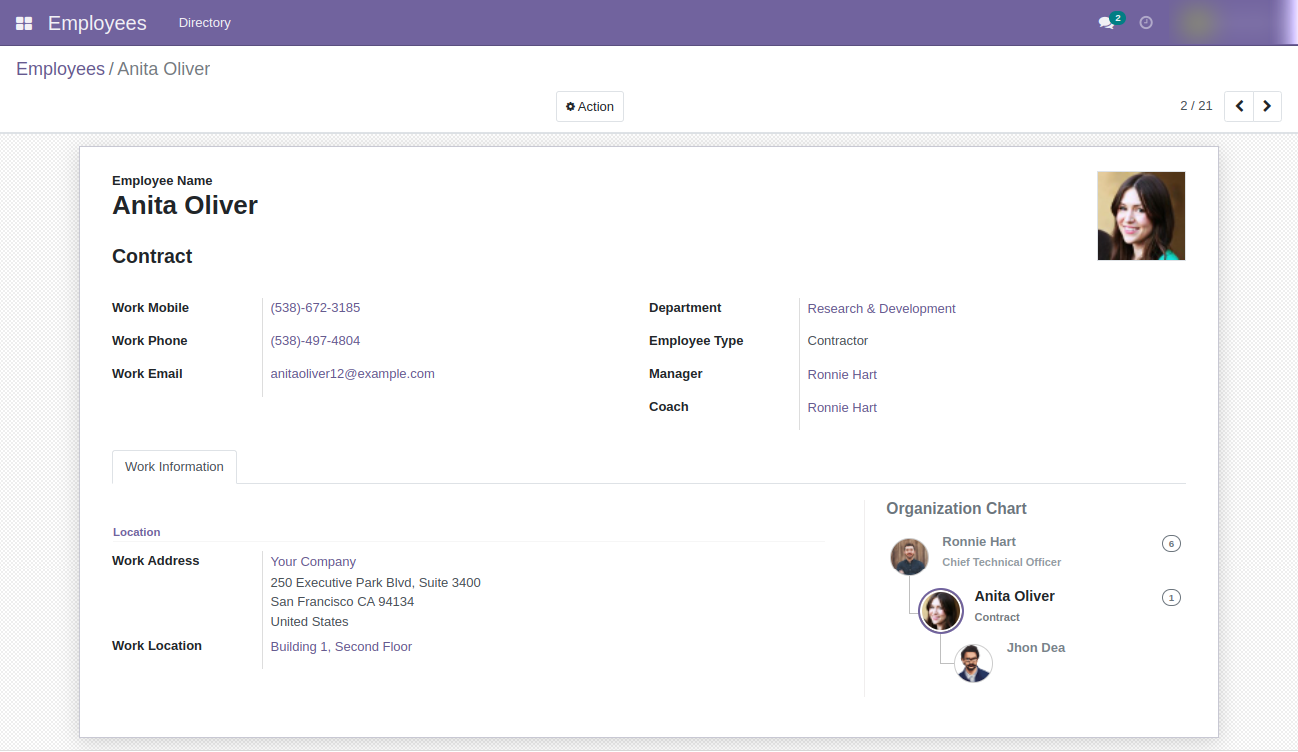 Employees Directory 2
Employees / Anita Oliver
Action 2 / 21
Employee Name
Anita Oliver
Contract
Work Mobile (538)-672-3185
Work Phone (538)-497-4804
Work Email anitaoliver12@example.com
Department Research & Development
Employee Type Contractor
Manager Ronnie Hart
Coach Ronnie Hart
Work Information
Location
Work Address Your Company
250 Executive Park Blvd, Suite 3400
San Francisco CA 94134
United States
Work Location Building 1, Second Floor
Organization Chart
Ronnie Hart 6
Chief Technical Officer
Anita Oliver 1
Contract
Jhon Dea